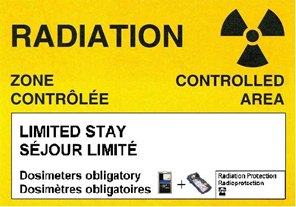 RADIATION
ZONE CONTRÔLÉE
CONTROLLED AREA
LIMITED STAY
SÉJOUR LIMITÉ
Dosimeters obligatory
Dosimètres obligatoires
+
Radiation Protection
Radioprotection